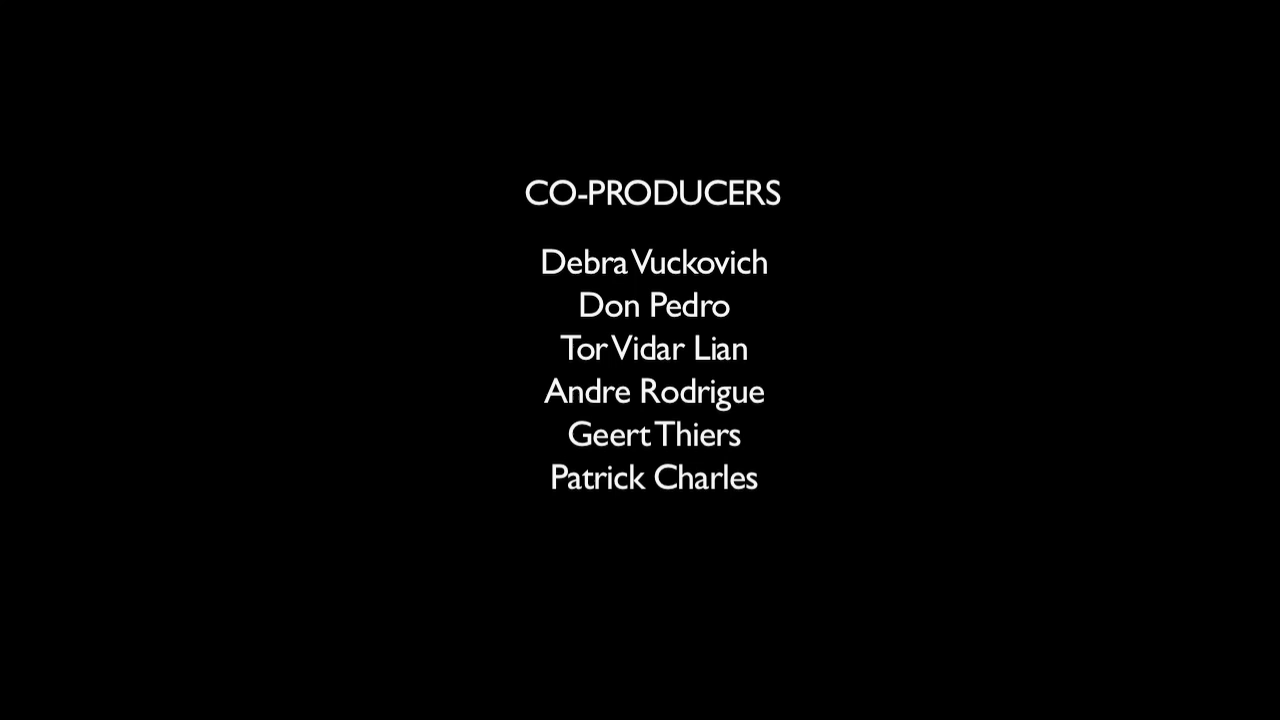 CO-PRODUCERS
Debra Vuckovich
Don Pedro
Tor Vidar Lian
Andre Rodrigue
Geert Thiers
Patrick Charles